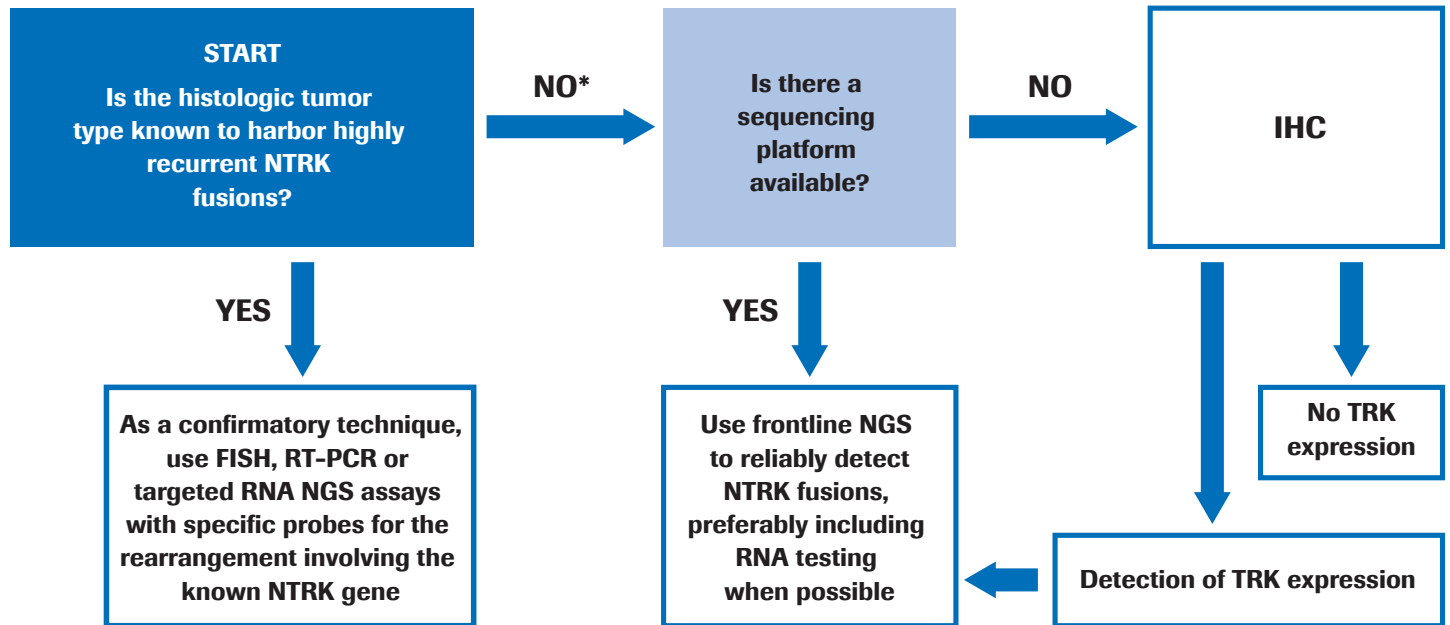 START
Is the histologic tumor
type known to harbor highly
recurrent NTRK
fusions?
NO*
Is there a
sequencing
platform
available?
NO
IHC
YES
YES
As a confirmatory technique,
use FISH, RT-PCR or
targeted RNA NGS assays
with specific probes for the
rearrangement involving the
known NTRK gene
Use frontline NGS
to reliably detect
NTRK fusions,
preferably including
RNA testing
when possible
No TRK
expression
Detection of TRK expression